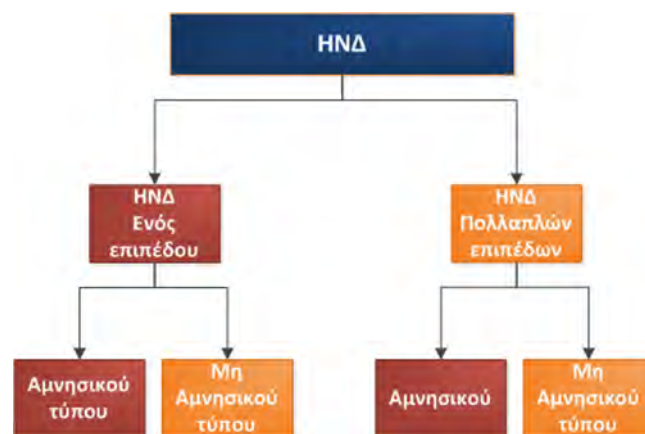 ΗΝΔ
ΗΝΔ
Ενός
επιπέδου
ΗΝΔ
Πολλαπλών
επιπέδων
Αμνησικού
τύπου
Μη
Αμνησικού
τύπου
Αμνησικού
Μη
Αμνησικού
τύπου